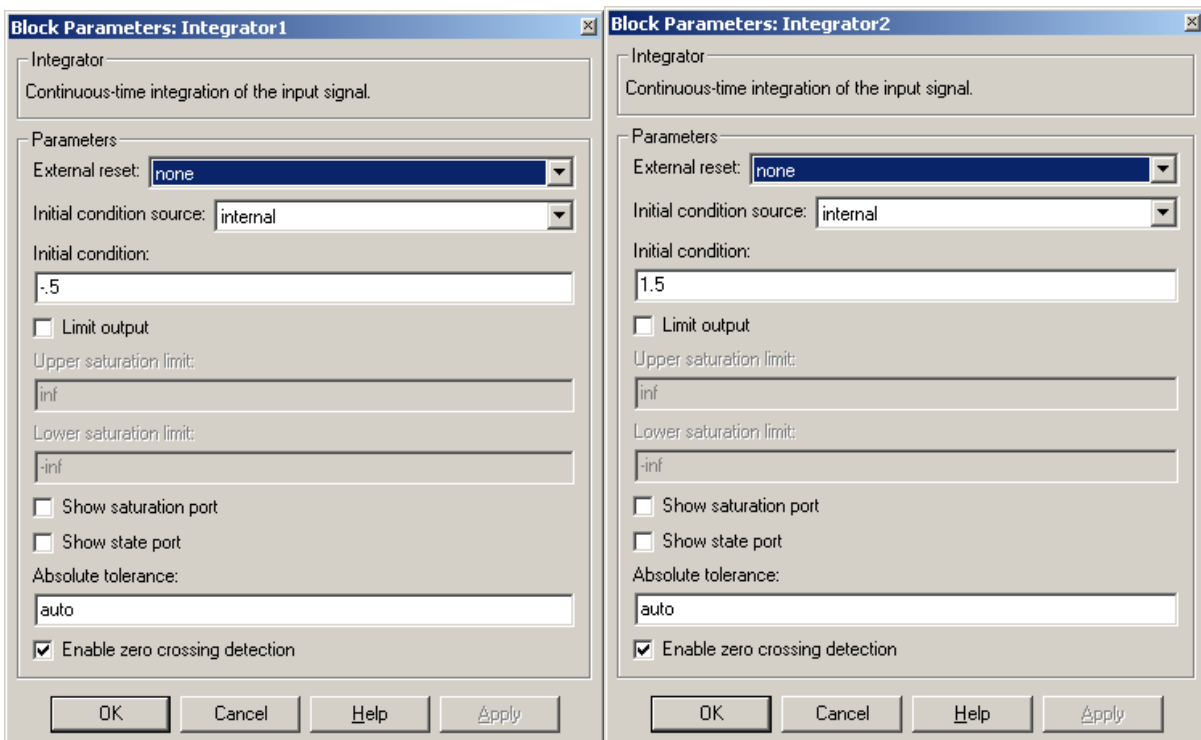 Block Parameters: Integrator1
Integrator
Continuous-time integration of the input signal.
Parameters
External reset: none
Initial condition source: internal
Initial condition:
-.5
Limit output
Upper saturation limit:
inf
Lower saturation limit:
-inf
Show saturation port
Show state port
Absolute tolerance:
auto
Enable zero crossing detection
OK Cancel Help Apply
Block Parameters: Integrator2
Integrator
Continuous-time integration of the input signal.
Parameters
External reset: none
Initial condition source: internal
Initial condition:
1.5
Limit output
Upper saturation limit:
inf
Lower saturation limit:
-inf
Show saturation port
Show state port
Absolute tolerance:
auto
Enable zero crossing detection
OK Cancel Help Apply